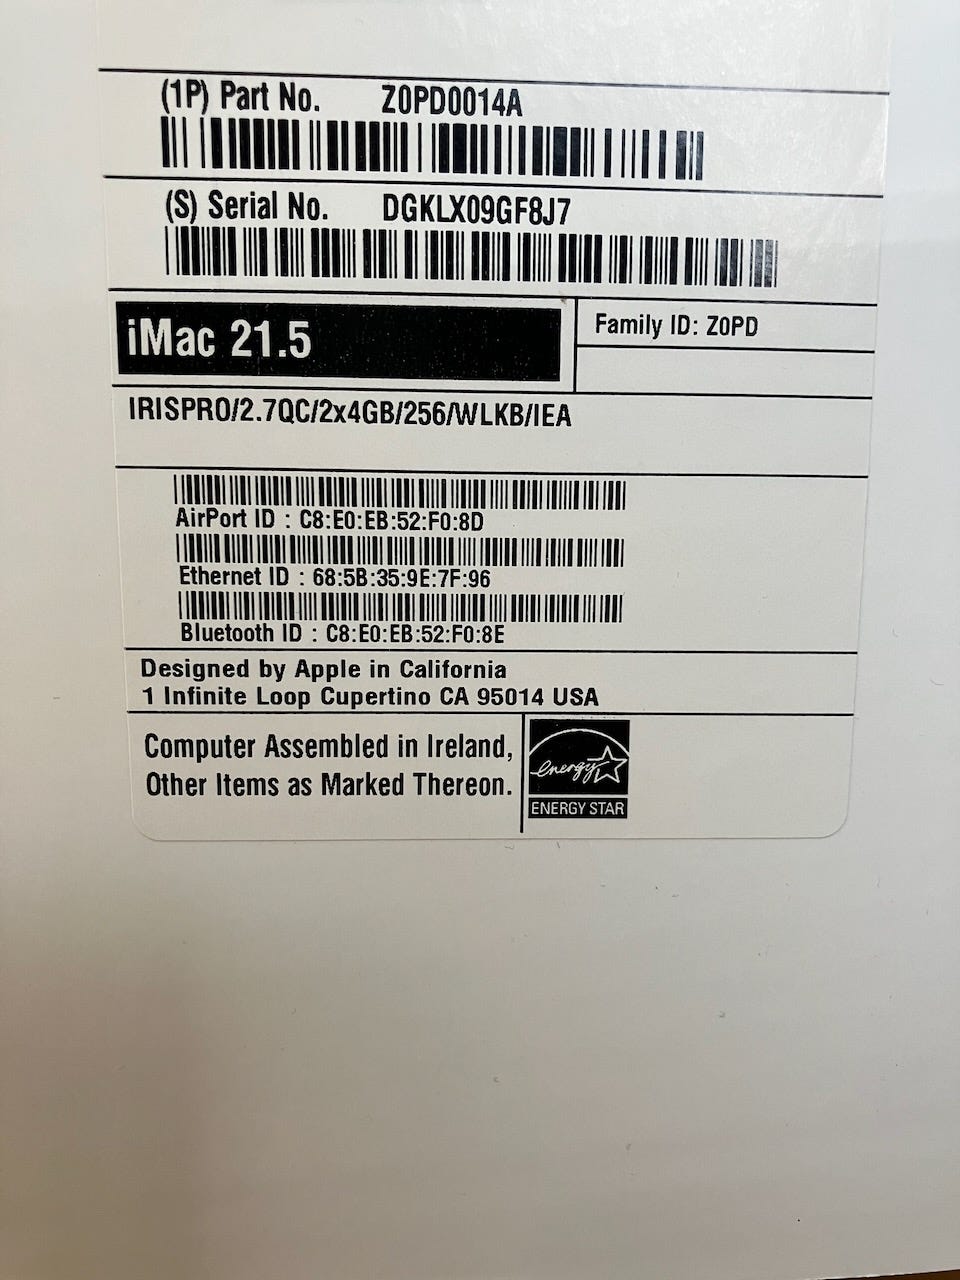 (1P) Part No. Z0PD0014A
(S) Serial No. DGKLX09GF8J7
iMac 21.5
Family ID: Z0PD
IRISPRO/2.7QC/2x4GB/256/WLKB/IEA
AirPort ID : C8:E0:EB:52:F0:8D
Ethernet ID : 68:5B:35:9E:7F:96
Bluetooth ID : C8:E0:EB:52:F0:8E
Designed by Apple in California
1 Infinite Loop Cupertino CA 95014 USA
Computer Assembled in Ireland,
Other Items as Marked Thereon.
energy
ENERGY STAR